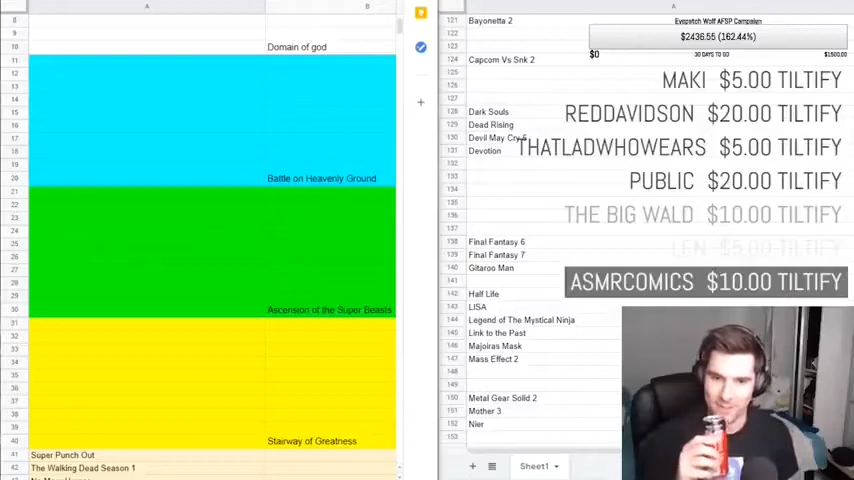 A
B
8
9
10
Domain of god
11
12
13
14
15
16
17
18
19
20
Battle on Heavenly Ground
21
22
23
24
25
26
27
28
29
30
Ascension of the Super Beasts
31
32
33
34
35
36
37
38
39
40
Stairway of Greatness
41
Super Punch Out
42
The Walking Dead Season 1
A
121
Bayonetta 2
122
123
124
Capcom Vs Snk 2
125
126
127
128
Dark Souls
129
Dead Rising
130
Devil May Cry 5
131
Devotion
132
133
134
135
136
137
138
Final Fantasy 6
139
Final Fantasy 7
140
Gitaroo Man
141
142
Half Life
143
LISA
144
Legend of The Mystical Ninja
145
Link to the Past
146
Majoiras Mask
147
Mass Effect 2
148
149
150
Metal Gear Solid 2
151
Mother 3
152
Nier
153
Sheet1
Eyepatch Wolf AFSP Campaign
$2436.55 (162.44%)
$0
30 DAYS TO GO
$1500.00
MAKI $5.00 TILTIFY
REDDAVIDSON $20.00 TILTIFY
THATLADWHOWEARS $5.00 TILTIFY
PUBLIC $20.00 TILTIFY
THE BIG WALD $10.00 TILTIFY
LEN $5.00 TILTIFY
ASMRCOMICS $10.00 TILTIFY